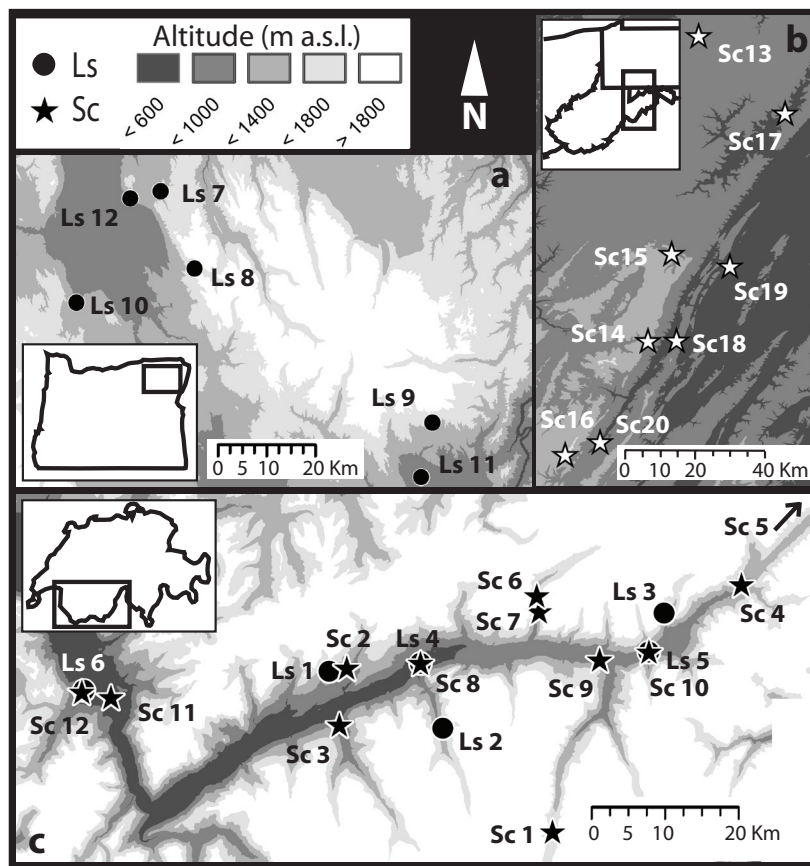 Altitude (m a.s.l.)
Ls
Sc
< 600
< 1000
< 1400
< 1800
> 1800
N
a
Ls 7
Ls 12
Ls 8
Ls 10
Ls 9
Ls 11
0 10 20 Km
b
Sc13
Sc17
Sc15
Sc19
Sc14
Sc18
Sc16
Sc20
0 20 40 Km
Sc 5
Sc 6
Ls 3
Sc 7
Sc 4
Sc 2
Ls 4
Ls 1
Ls 6
Ls 5
Sc 8
Sc 9
Sc 10
Sc 12
Sc 11
Sc 3
Ls 2
Sc 1
0 5 10 20 Km
c